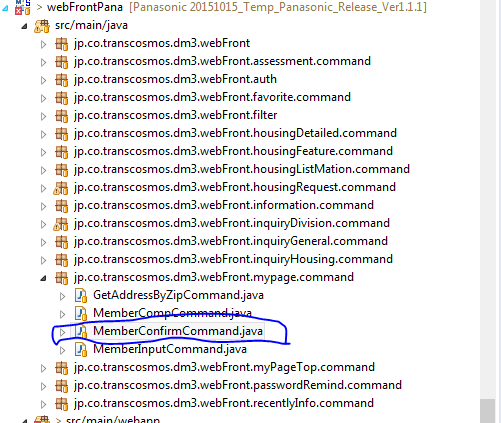 > webFrontPana [Panasonic 20151015_Temp_Panasonic_Release_Ver1.1.1]
src/main/java
jp.co.transcosmos.dm3.webFront
jp.co.transcosmos.dm3.webFront.assessment.command
jp.co.transcosmos.dm3.webFront.auth
jp.co.transcosmos.dm3.webFront.favorite.command
jp.co.transcosmos.dm3.webFront.filter
jp.co.transcosmos.dm3.webFront.housingDetailed.command
jp.co.transcosmos.dm3.webFront.housingFeature.command
jp.co.transcosmos.dm3.webFront.housingListMation.command
jp.co.transcosmos.dm3.webFront.housingRequest.command
jp.co.transcosmos.dm3.webFront.information.command
jp.co.transcosmos.dm3.webFront.inquiryDivision.command
jp.co.transcosmos.dm3.webFront.inquiryGeneral.command
jp.co.transcosmos.dm3.webFront.inquiryHousing.command
jp.co.transcosmos.dm3.webFront.mypage.command
GetAddressByZipCommand.java
MemberCompCommand.java
MemberConfirmCommand.java
MemberInputCommand.java
jp.co.transcosmos.dm3.webFront.myPageTop.command
jp.co.transcosmos.dm3.webFront.passwordRemind.command
jp.co.transcosmos.dm3.webFront.recentlyInfo.command
> src/main/webapp